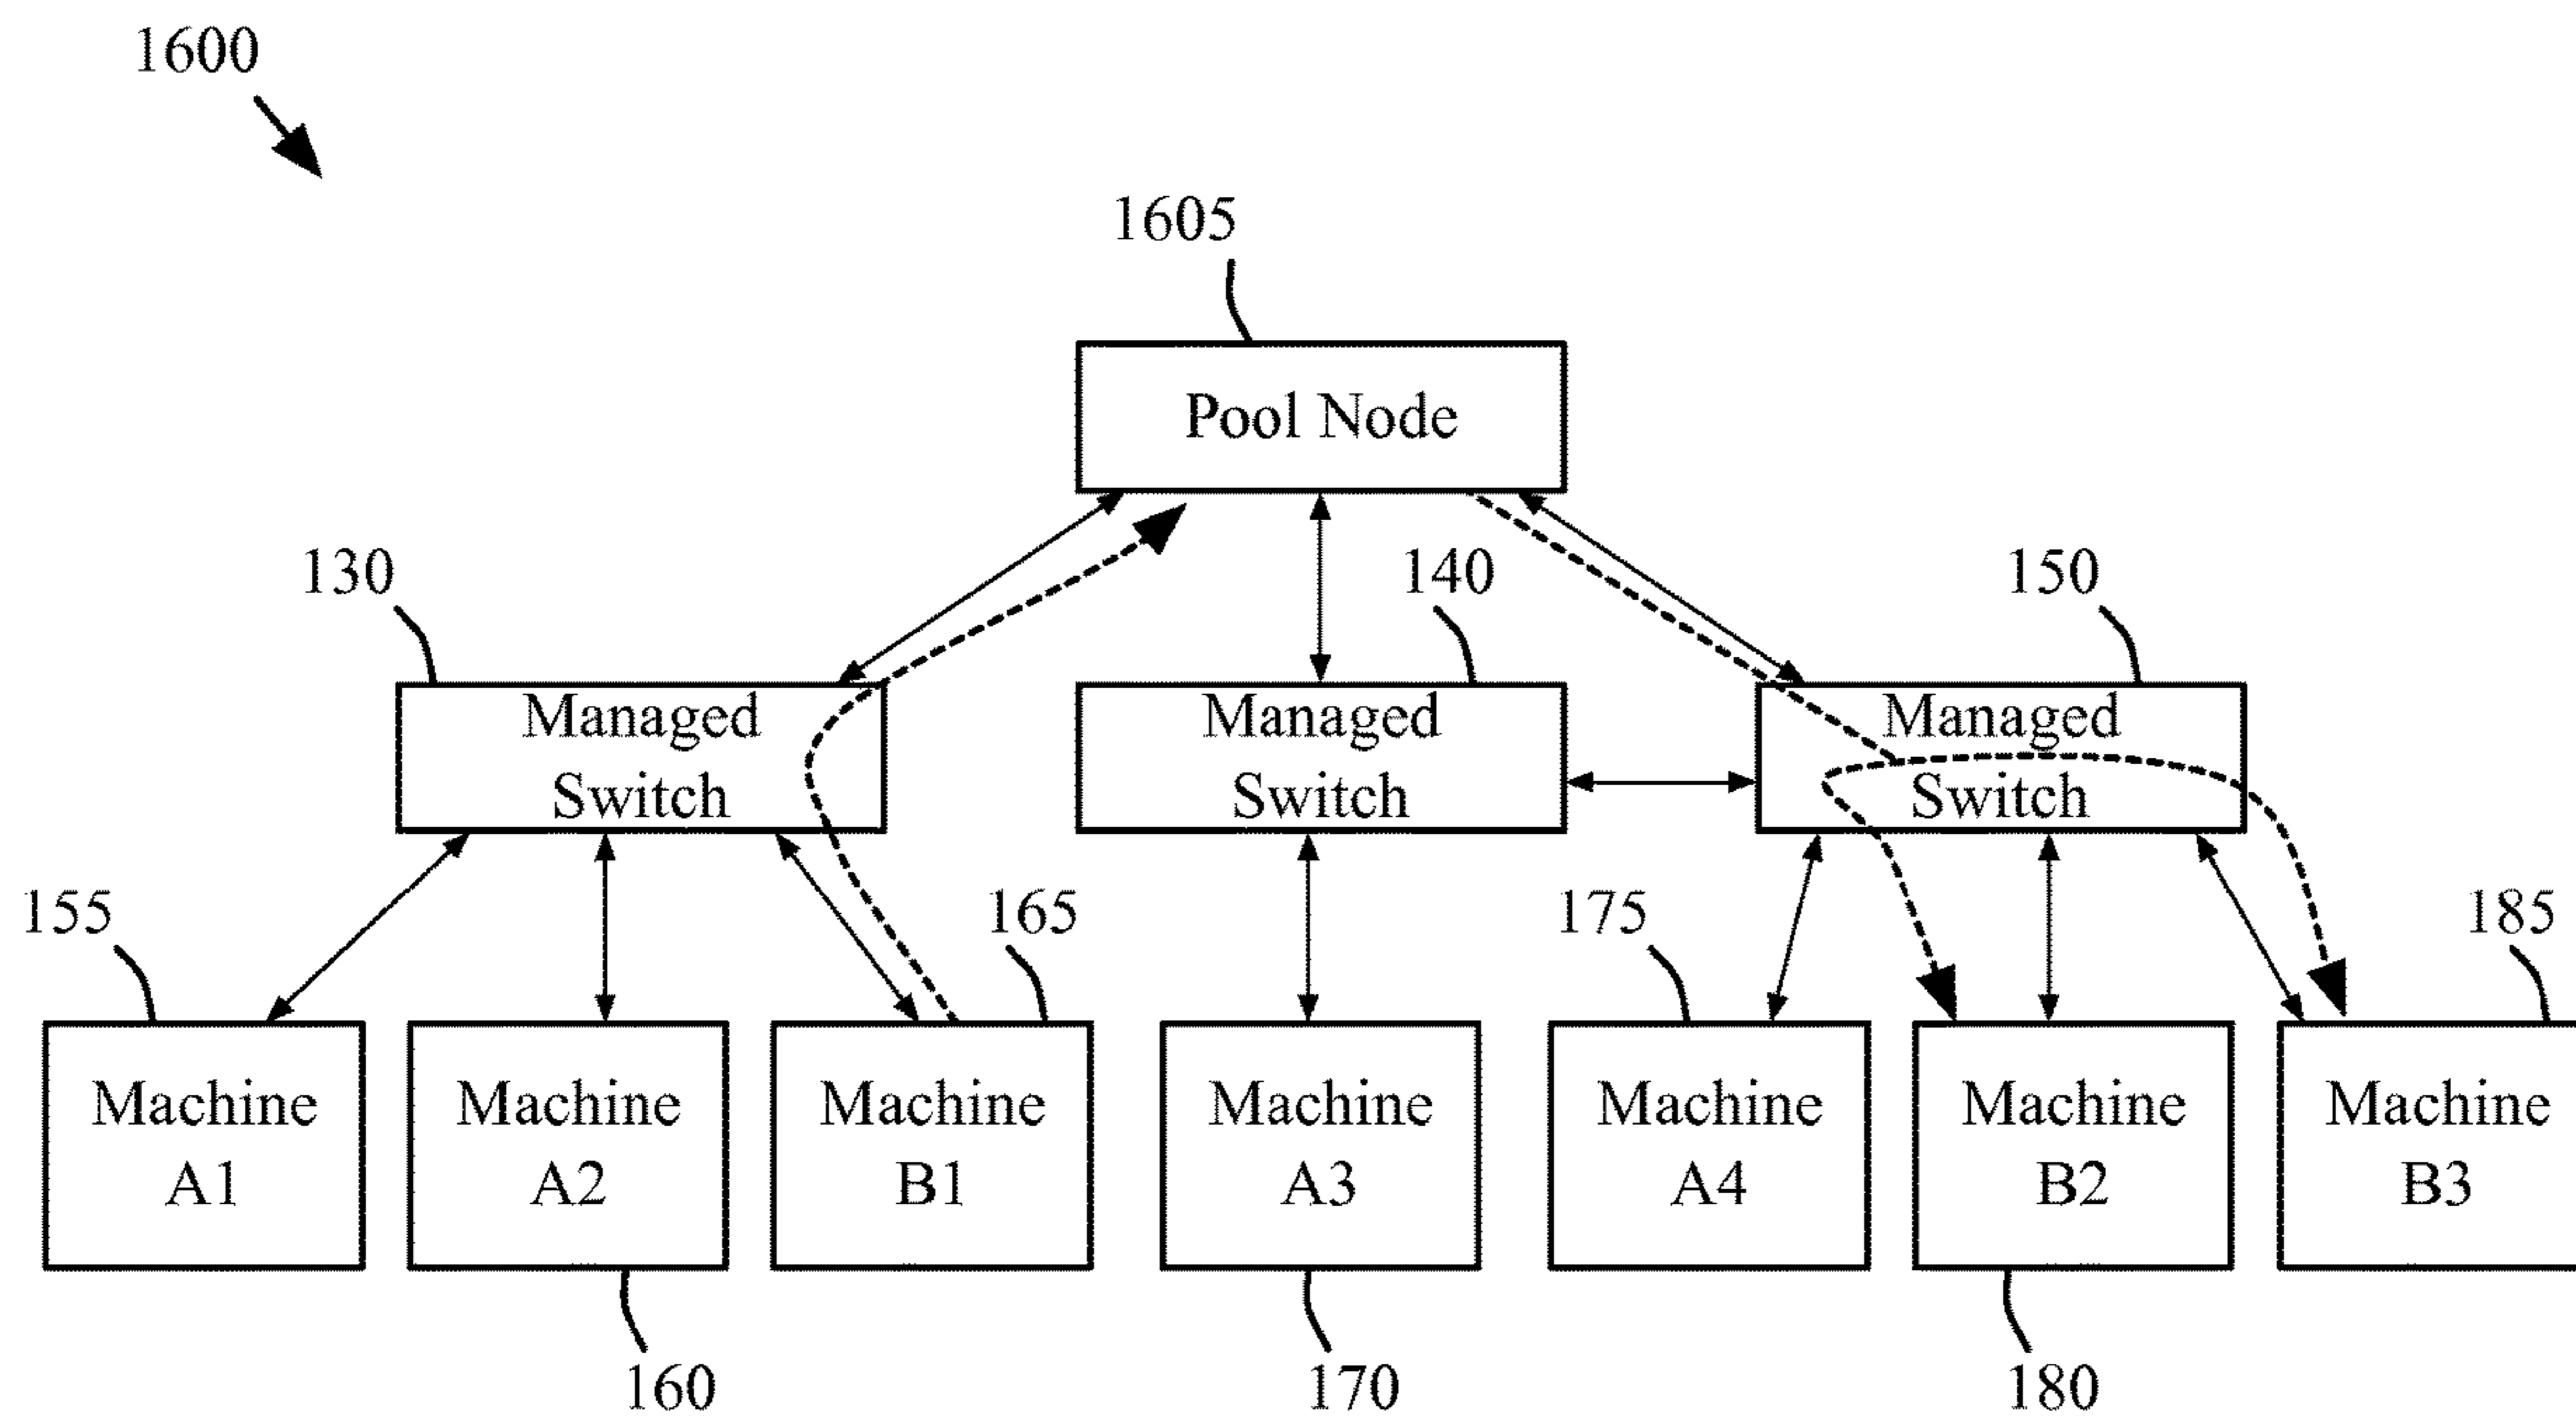 1600
1605
Pool Node
130
140
150
Managed
Switch
Managed
Switch
Managed
Switch
155
165
175
185
Machine
A1
Machine
A2
Machine
B1
Machine
A3
Machine
A4
Machine
B2
Machine
B3
160
170
180